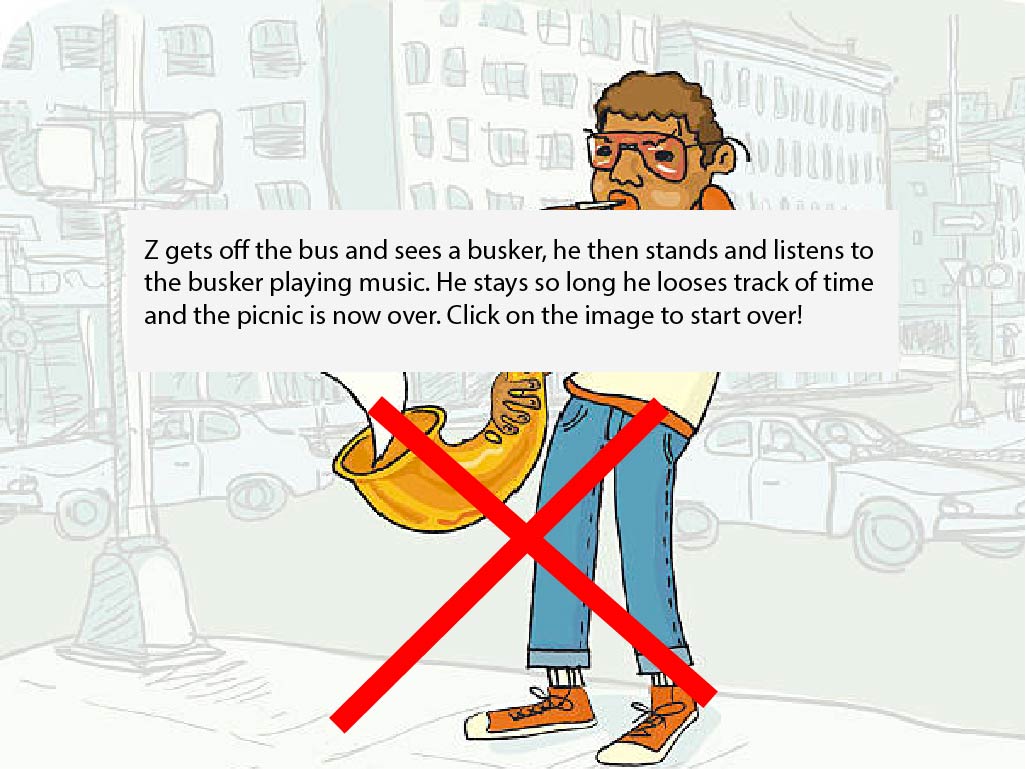 Z gets off the bus and sees a busker, he then stands and listens to
the busker playing music. He stays so long he looses track of time
and the picnic is now over. Click on the image to start over!